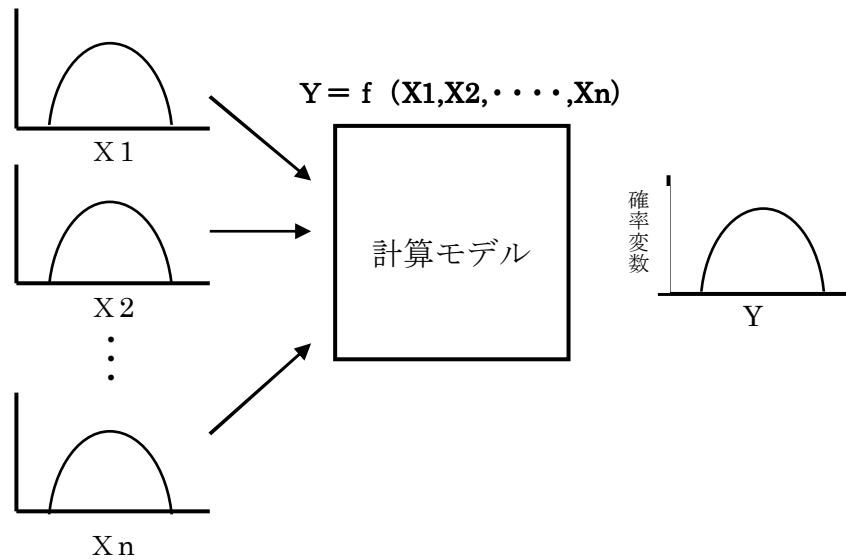 Y＝ f （X1,X2,・・・・,Xn）
X1
X2
⋮
Xn
計算モデル
確率変数
Y